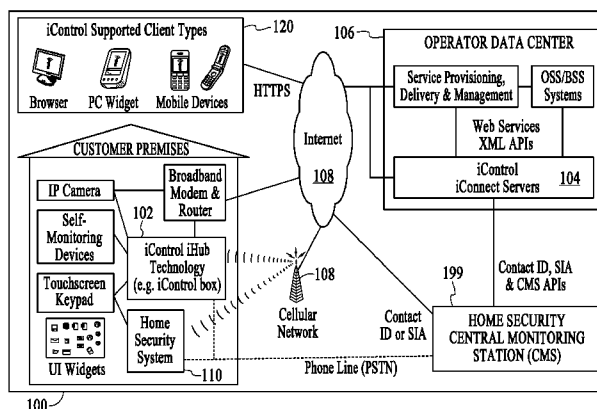 iControl Supported Client Types
120
Browser
PC Widget
Mobile Devices
HTTPS
106
OPERATOR DATA CENTER
Service Provisioning,
Delivery & Management
OSS/BSS
Systems
Web Services
XML APIs
iControl
iConnect Servers
104
Internet
108
CUSTOMER PREMISES
IP Camera
Broadband
Modem &
Router
102
Self-
Monitoring
Devices
iControl iHub
Technology
(e.g. iControl box)
Touchscreen
Keypad
Home
Security
System
UI Widgets
110
108
Cellular
Network
Contact
ID or SIA
Contact ID, SIA
& CMS APIs
199
HOME SECURITY
CENTRAL MONITORING
STATION (CMS)
Phone Line (PSTN)
100